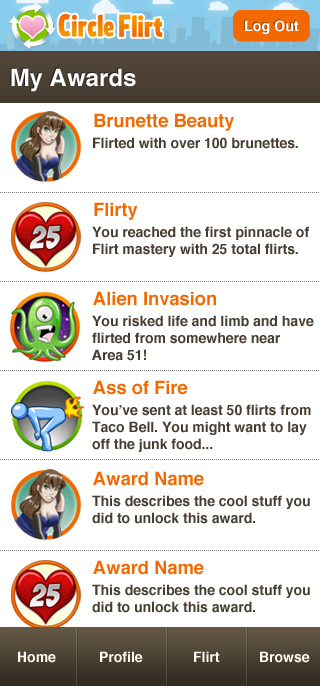 Circle Flirt
Log Out
My Awards
Brunette Beauty
Flirted with over 100 brunettes.
25
Flirty
You reached the first pinnacle of
Flirt mastery with 25 total flirts.
Alien Invasion
You risked life and limb and have
flirted from somewhere near
Area 51!
Ass of Fire
You’ve sent at least 50 flirts from
Taco Bell. You might want to lay
off the junk food...
Award Name
This describes the cool stuff you
did to unlock this award.
25
Award Name
This describes the cool stuff you
did to unlock this award.
Home
Profile
Flirt
Browse